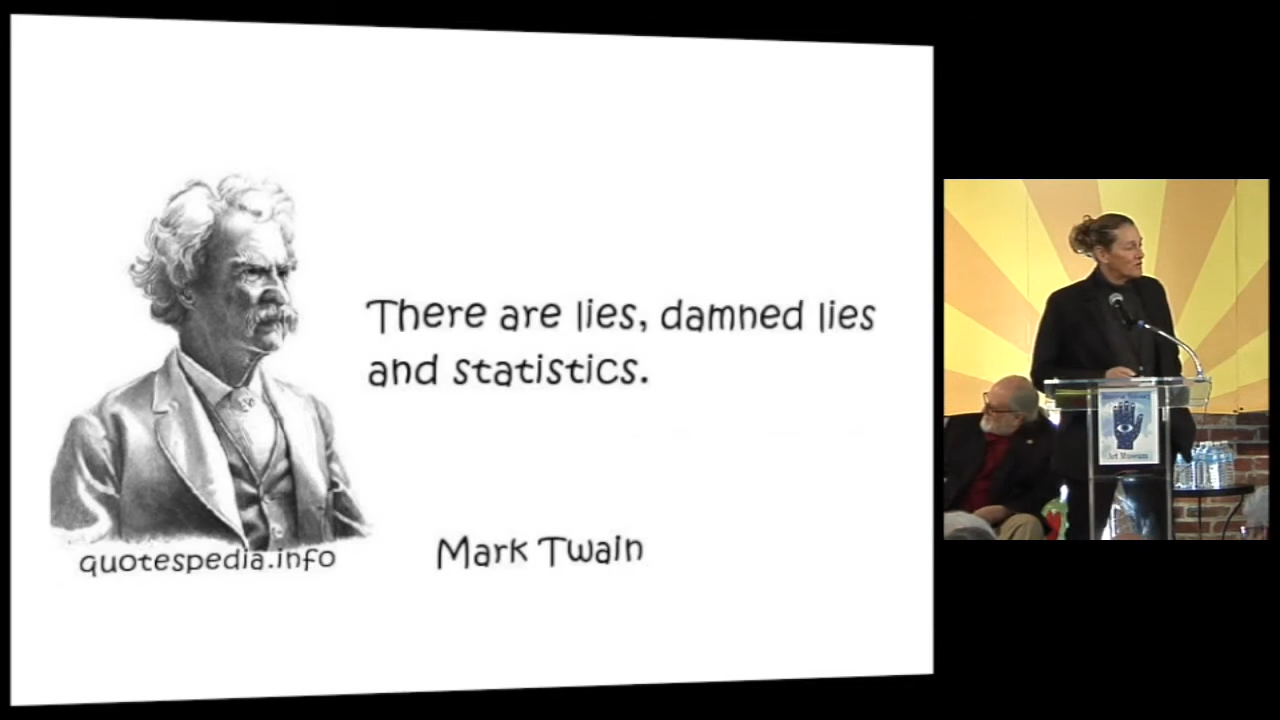 There are lies, damned lies
and statistics.
Mark Twain
quotespedia.info
Art Museum